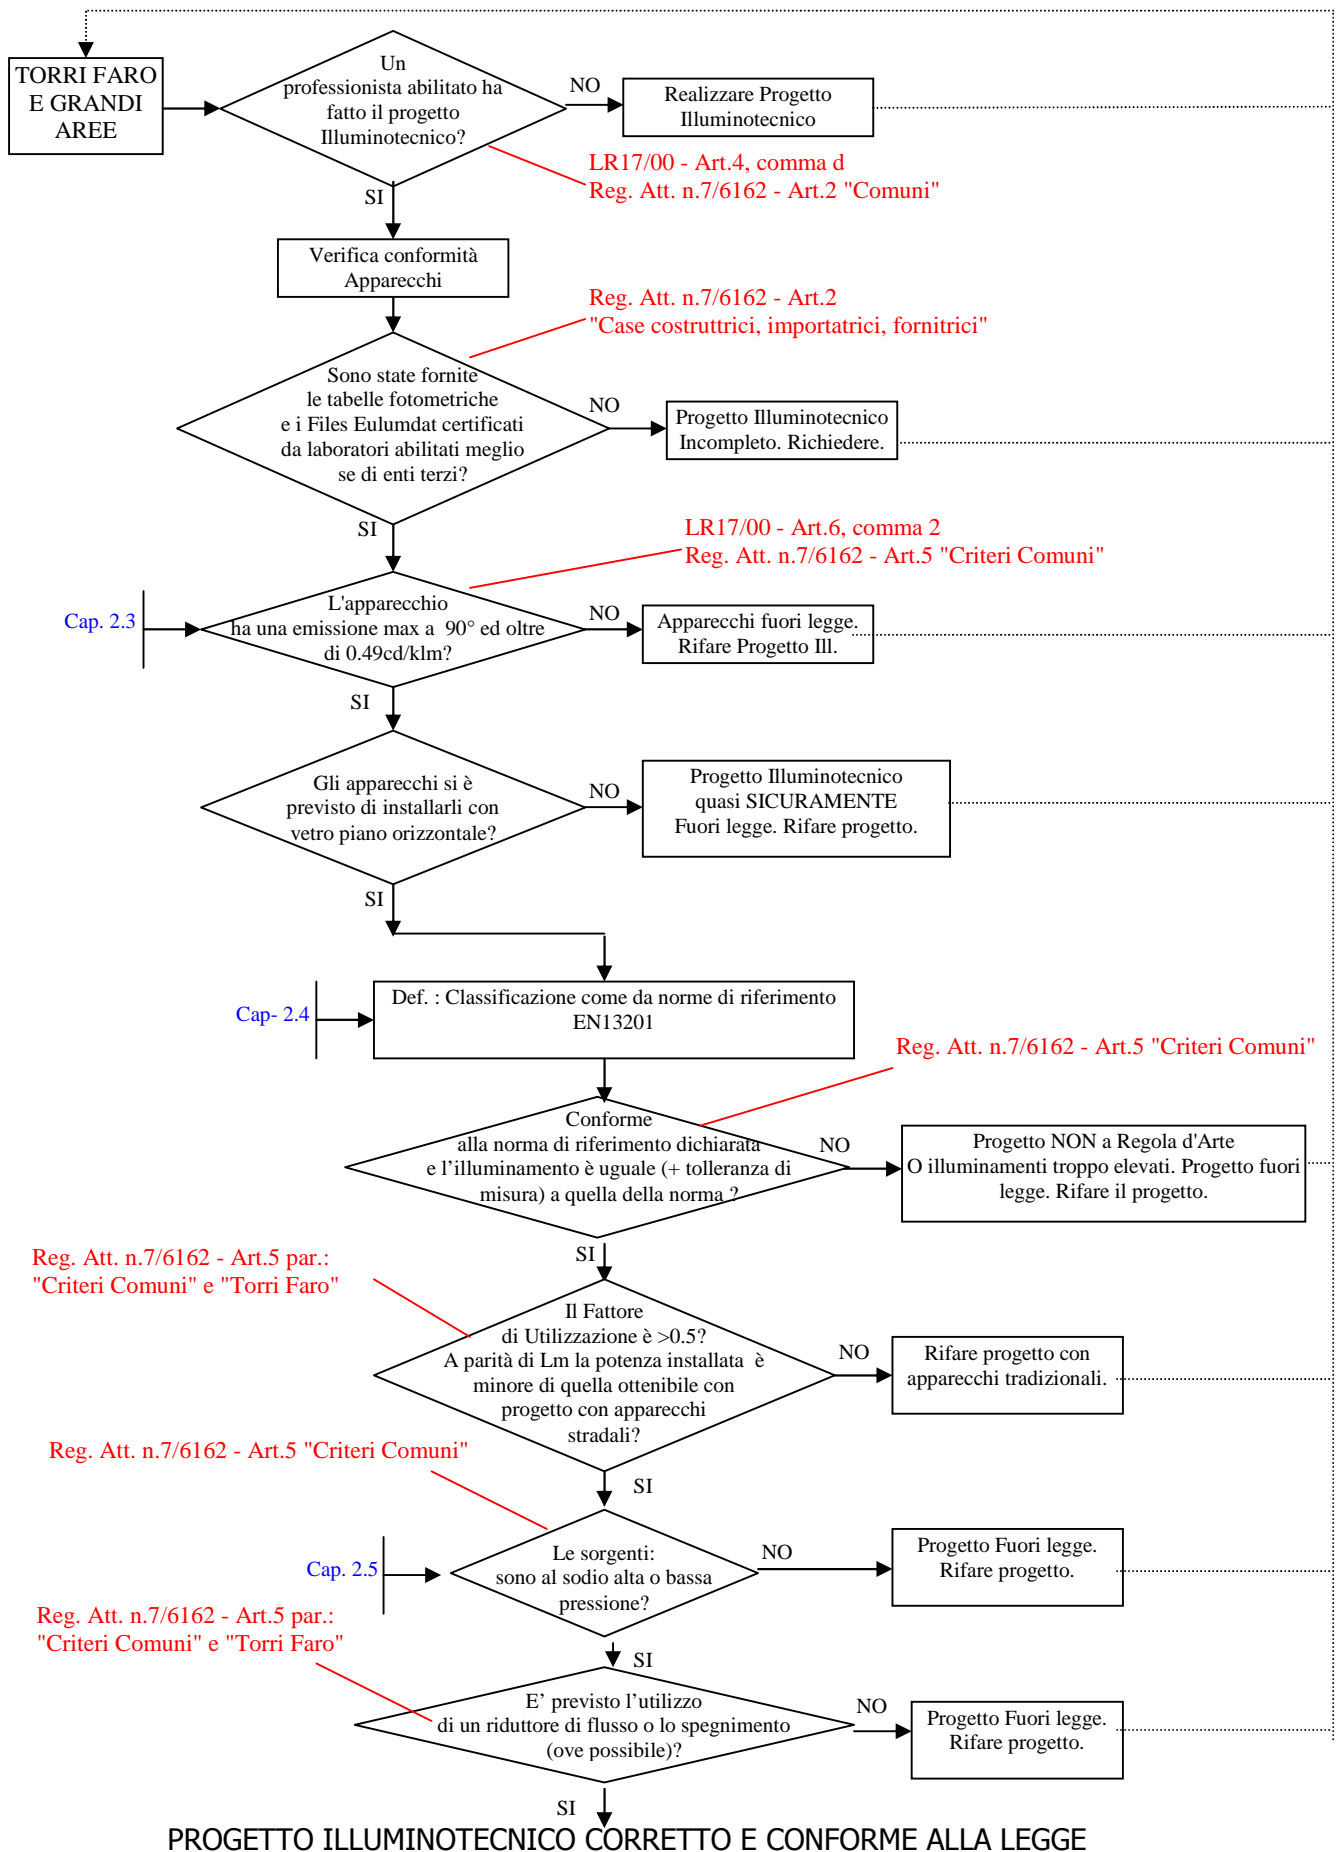 TORRI FARO
E GRANDI
AREE
Un
professionista abilitato ha
fatto il progetto
Illuminotecnico?
NO
Realizzare Progetto
Illuminotecnico
LR17/00 - Art.4, comma d
Reg. Att. n.7/6162 - Art.2 "Comuni"
SI
Verifica conformità
Apparecchi
Reg. Att. n.7/6162 - Art.2
"Case costruttrici, importatrici, fornitrici"
Sono state fornite
le tabelle fotometriche
e i Files Eulumdat certificati
da laboratori abilitati meglio
se di enti terzi?
NO
Progetto Illuminotecnico
Incompleto. Richiedere.
SI
LR17/00 - Art.6, comma 2
Reg. Att. n.7/6162 - Art.5 "Criteri Comuni"
Cap. 2.3
L'apparecchio
ha una emissione max a 90° ed oltre
di 0.49cd/klm?
NO
Apparecchi fuori legge.
Rifare Progetto Ill.
SI
Gli apparecchi si è
previsto di installarli con
vetro piano orizzontale?
NO
Progetto Illuminotecnico
quasi SICURAMENTE
Fuori legge. Rifare progetto.
SI
Cap- 2.4
Def. : Classificazione come da norme di riferimento
EN13201
Reg. Att. n.7/6162 - Art.5 "Criteri Comuni"
Conforme
alla norma di riferimento dichiarata
e l’illuminamento è uguale (+ tolleranza di
misura) a quella della norma ?
NO
Progetto NON a Regola d'Arte
O illuminamenti troppo elevati. Progetto fuori
legge. Rifare il progetto.
SI
Reg. Att. n.7/6162 - Art.5 par.:
"Criteri Comuni" e "Torri Faro"
Il Fattore
di Utilizzazione è >0.5?
A parità di Lm la potenza installata è
minore di quella ottenibile con
progetto con apparecchi
stradali?
NO
Rifare progetto con
apparecchi tradizionali.
SI
Reg. Att. n.7/6162 - Art.5 "Criteri Comuni"
Cap. 2.5
Le sorgenti:
sono al sodio alta o bassa
pressione?
NO
Progetto Fuori legge.
Rifare progetto.
SI
Reg. Att. n.7/6162 - Art.5 par.:
"Criteri Comuni" e "Torri Faro"
E’ previsto l’utilizzo
di un riduttore di flusso o lo spegnimento
(ove possibile)?
NO
Progetto Fuori legge.
Rifare progetto.
SI
PROGETTO ILLUMINOTECNICO CORRETTO E CONFORME ALLA LEGGE